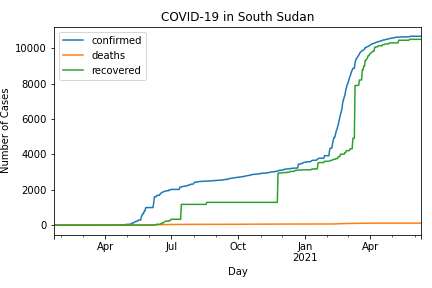 COVID-19 in South Sudan
confirmed
deaths
recovered
Number of Cases
10000
8000
6000
4000
2000
0
Apr Jul Oct Jan Apr
2021
Day